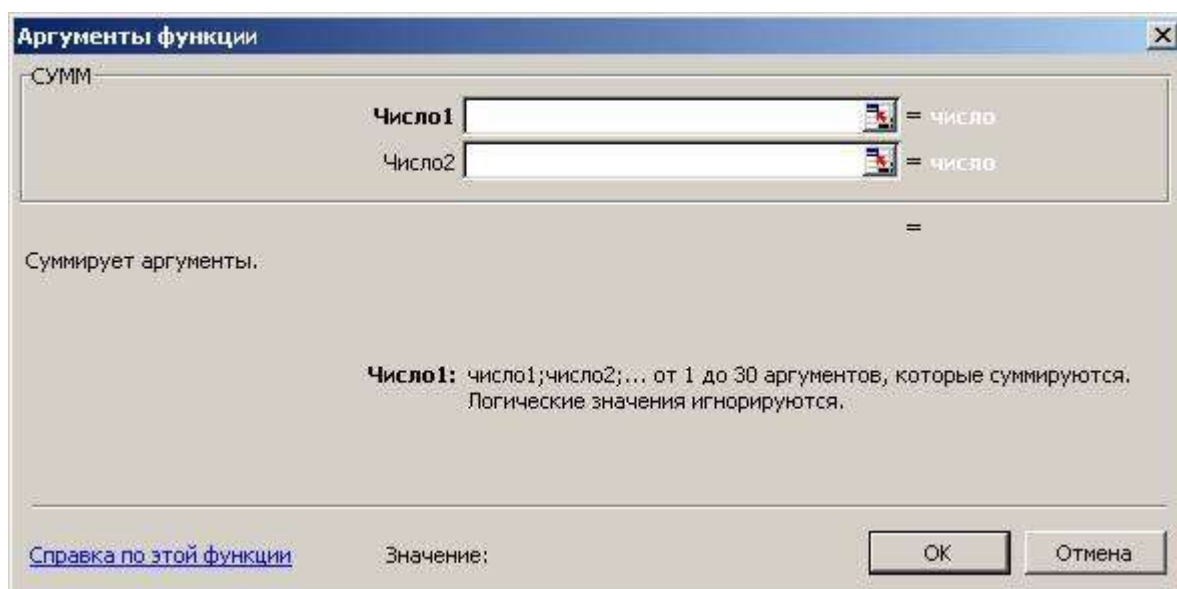 Аргументы функции
СУММ
Число1 = число
Число2 = число
=
Суммирует аргументы.
Число1: число1;число2;... от 1 до 30 аргументов, которые суммируются.
Логические значения игнорируются.
Справка по этой функции Значение: ОК Отмена